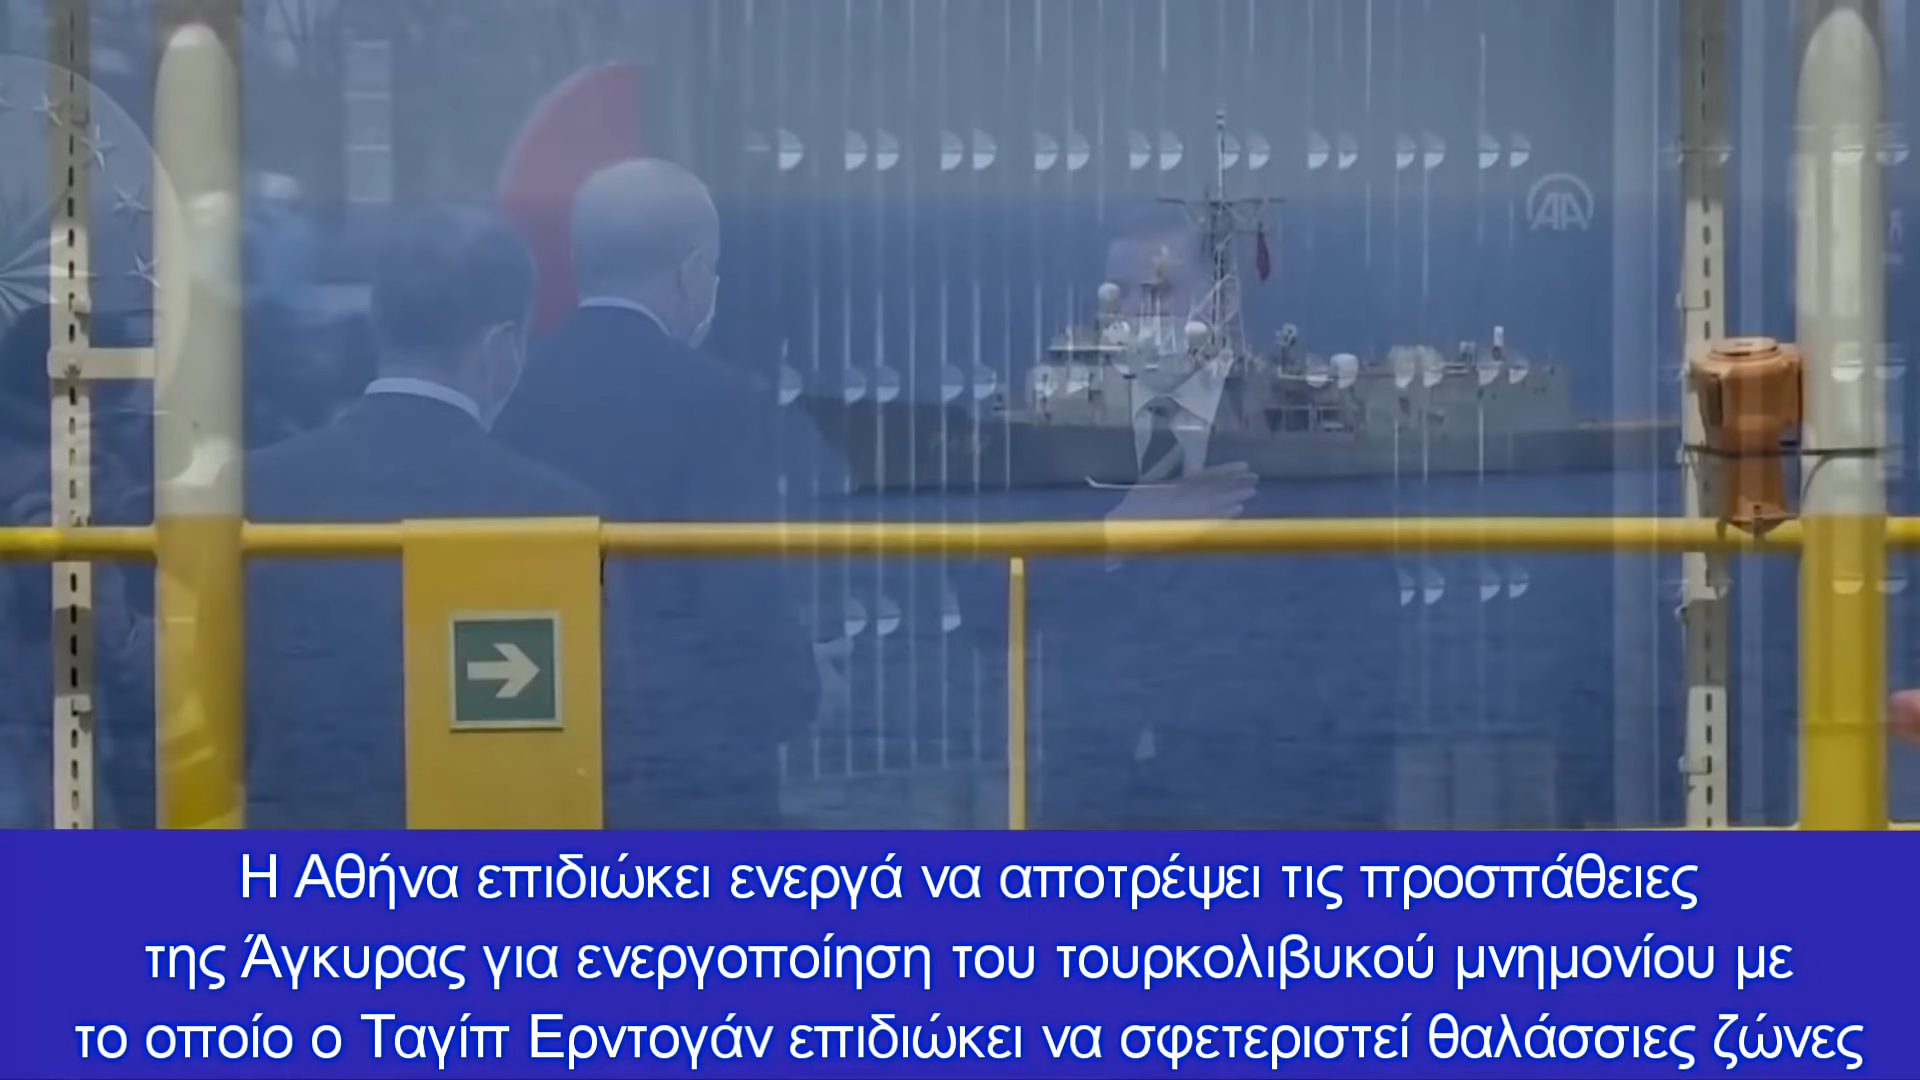 AA
Η Αθήνα επιδιώκει ενεργά να αποτρέψει τις προσπάθειες
της Άγκυρας για ενεργοποίηση του τουρκολιβυκού μνημονίου με
το οποίο ο Ταγίπ Ερντογάν επιδιώκει να σφετεριστεί θαλάσσιες ζώνες